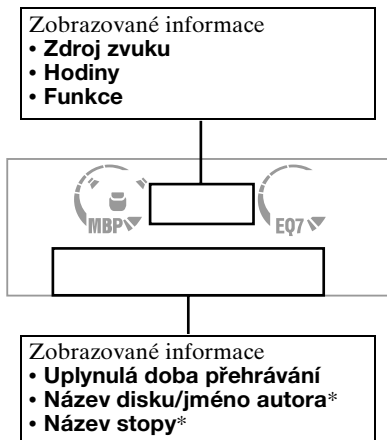 Zobrazované informace
• Zdroj zvuku
• Hodiny
• Funkce
MBP EQ7
Zobrazované informace
• Uplynulá doba přehrávání
• Název disku/jméno autora*
• Název stopy*